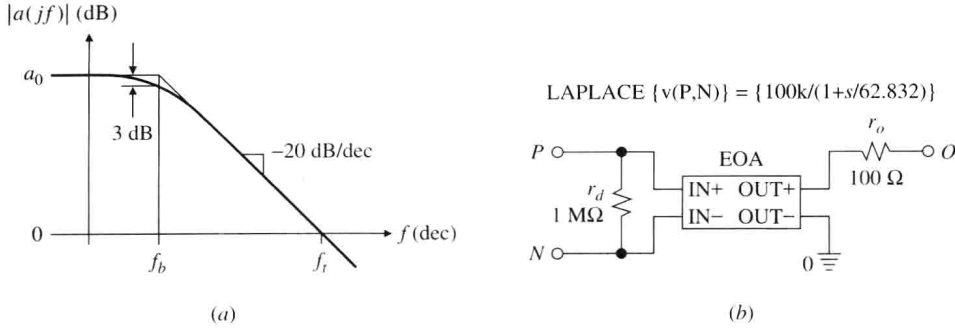 |a(jf)| (dB)
a0
3 dB
−20 dB/dec
0
f (dec)
fb
ft
(a)
LAPLACE {v(P,N)} = {100k/(1+s/62.832)}
ro
P
EOA
O
IN+ OUT+
100 Ω
rd
1 MΩ
IN− OUT−
N
0
(b)